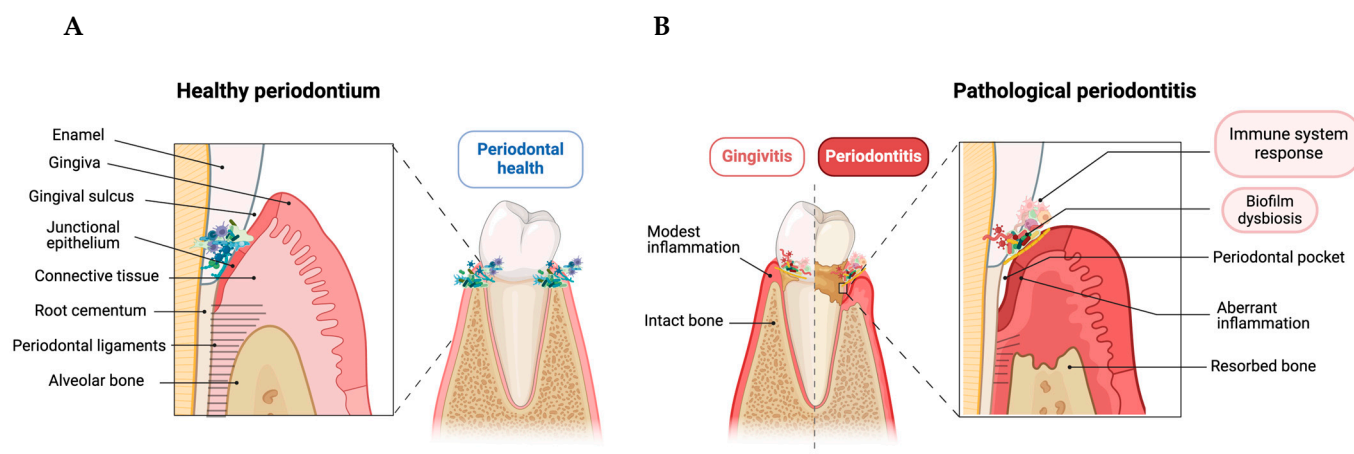 A
B
Healthy periodontium
Pathological periodontitis
Enamel
Gingiva
Gingival sulcus
Junctional
epithelium
Connective tissue
Root cementum
Periodontal ligaments
Alveolar bone
Periodontal
health
Gingivitis
Periodontitis
Modest
inflammation
Intact bone
Immune system
response
Biofilm
dysbiosis
Periodontal pocket
Aberrant
inflammation
Resorbed bone